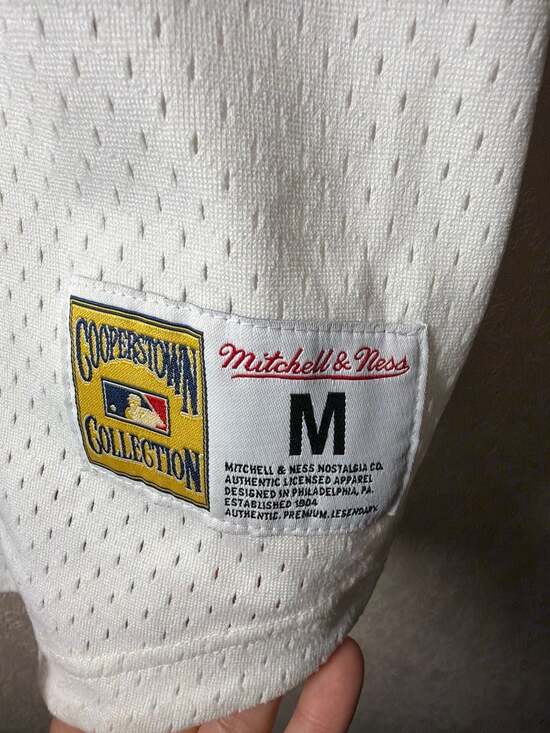 COOPERSTOWN
COLLECTION
Mitchell & Ness
M
MITCHELL & NESS NOSTALGIA CO.
AUTHENTIC LICENSED APPAREL
DESIGNED IN PHILADELPHIA, PA.
ESTABLISHED 1904
AUTHENTIC. PREMIUM. LEGENDARY.